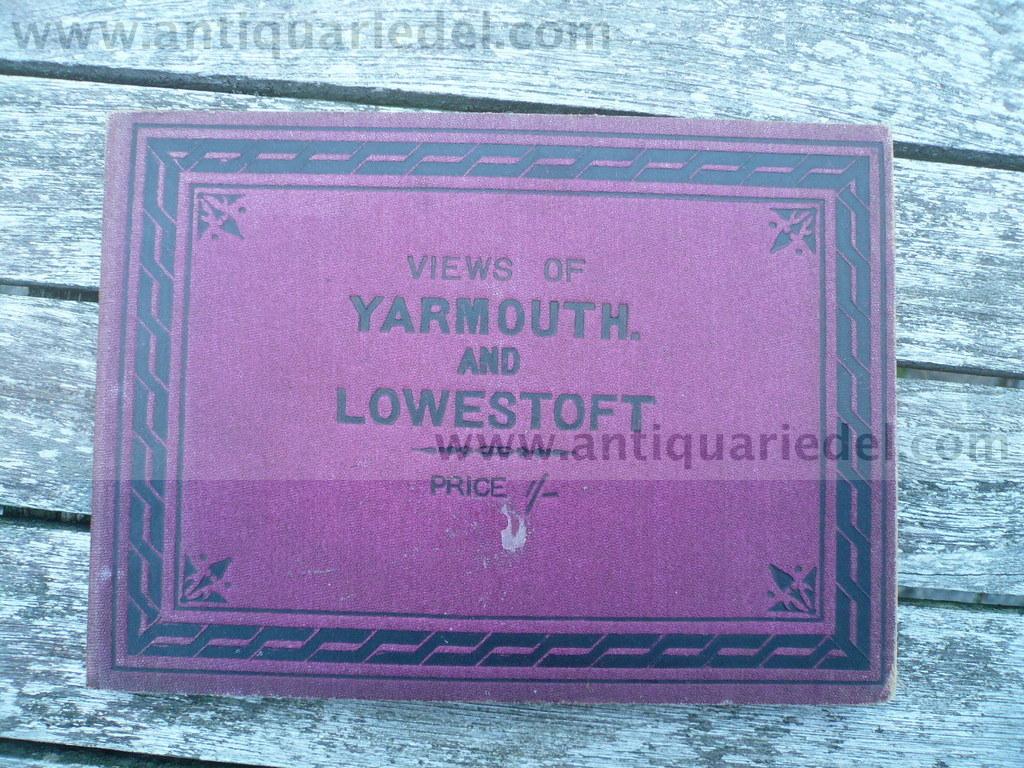 www.antiquariedel.com
VIEWS OF
YARMOUTH.
AND
LOWESTOFT
www.antiquariedel.com
PRICE 1/-